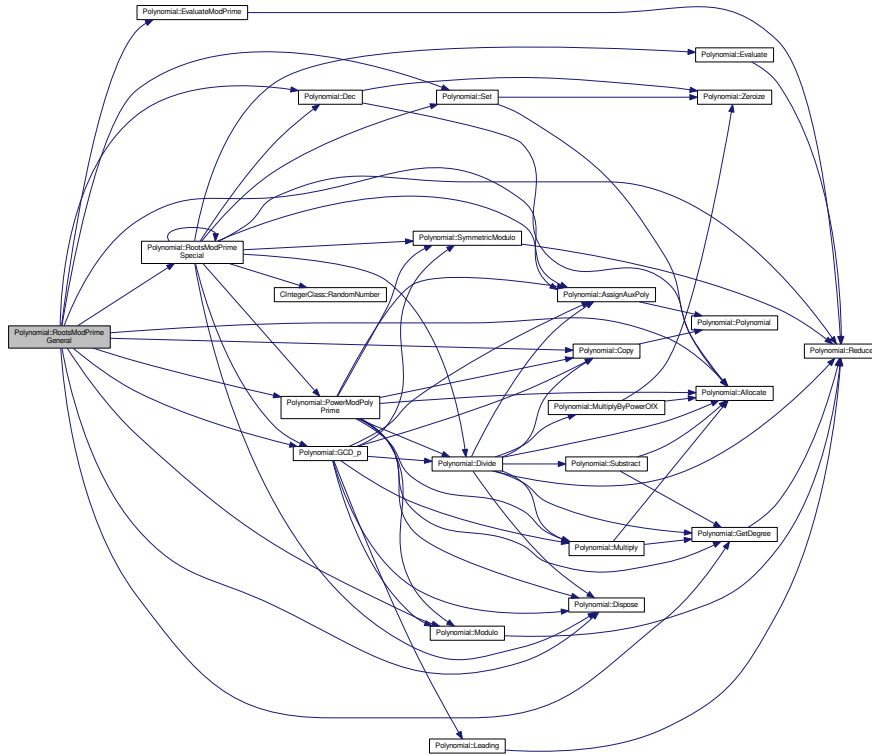 Polynomial::EvaluateModPrime
Polynomial::Evaluate
Polynomial::Dec
Polynomial::Set
Polynomial::Zeroize
Polynomial::RootsModPrime
Special
Polynomial::SymmetricModulo
CIntegerClass::RandomNumber
Polynomial::AssignAuxPoly
Polynomial::Polynomial
Polynomial::RootsModPrime
General
Polynomial::Copy
Polynomial::Reduce
Polynomial::Allocate
Polynomial::PowerModPoly
Prime
Polynomial::MultiplyByPowerOfX
Polynomial::GCD_p
Polynomial::Divide
Polynomial::Substract
Polynomial::GetDegree
Polynomial::Multiply
Polynomial::Dispose
Polynomial::Modulo
Polynomial::Leading